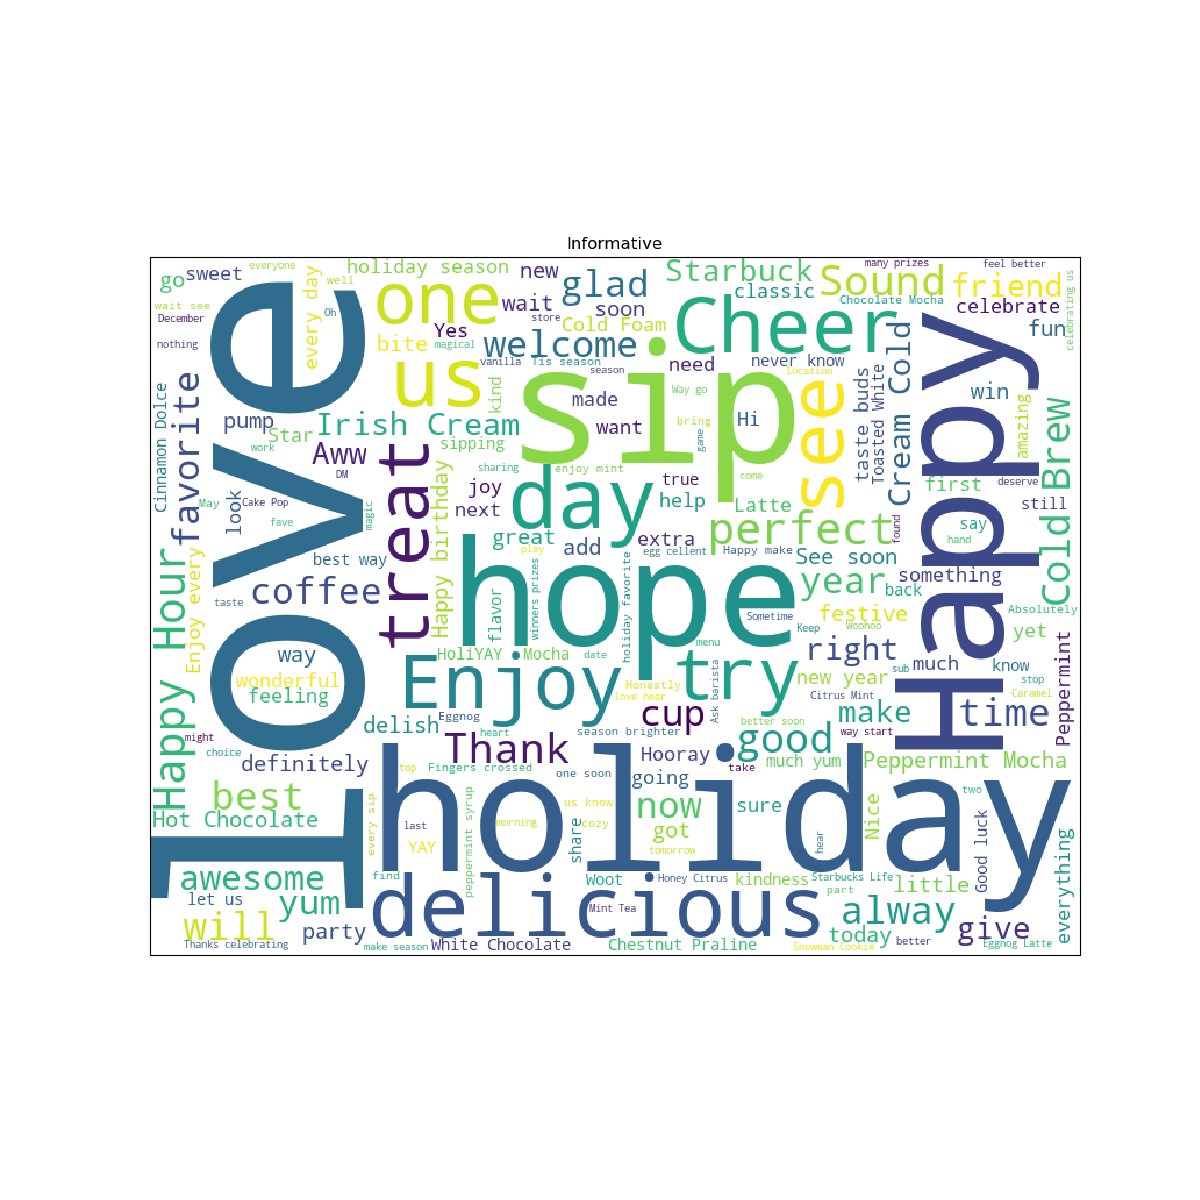 Informative
go
sweet
everyone
well
every day
holiday season
new
glad
Starbuck
many prizes
Sound
feel better
friend
celebrating us
wait see
December
nothing
Oh
love
one
wait
store
soon
Cold Foam
classic
Chocolate Mocha
celebrate
fun
Yes
bite
magical
welcome
Cheer
Cream Cold
Happy
vanilla
Tis season
season
need
never know
location
us
kind
sip
see
taste buds
Toasted White
win
amazing
Cold Brew
Cinnamon Dolce
favorite
pump
Star
work
Irish Cream
Aww
DM
sipping
made
want
Way go
bring
game
Hi
treat
Happy birthday
sharing
enjoy mint
true
come
first
deserve
May
Cake Pop
fave
look
magic
joy
next
day
help
Latte
perfect
found
say
hand
still
Happy Hour
Enjoy every
best way
great
play
add
extra
egg cellent
Happy make
See soon
something
taste
coffee
flavor
winners prizes
hope
holiday favorite
Sometime
year
back
Keep
festive
Woohoo
Absolutely
yet
way
wonderful
feeling
HoliYAY
Mocha
date
menu
Enjoy
Honestly
love hear
try
Ask barista
right
sub
much
know
stop
Peppermint
new year
Citrus Mint
Caramel
time
might
choice
definitely
delish
Eggnog
heart
Thank
season brighter
cup
better soon
good
make
way start
Hooray
take
much yum
Peppermint Mocha
best
Hot Chocolate
top
Fingers crossed
one soon
going
us know
now
sure
two
every sip
last
YAY
peppermint syrup
morning
holiday
share
cozy
got
tomorrow
hear
Nice
Good luck
everything
awesome
let us
find
Woot
Honey Citrus
kindness
Starbucks Life
part
little
will
yum
party
delicious
Mint Tea
alway
give
Thanks celebrating
make season
White Chocolate
Chestnut Praline
Snowman Cookie
today
better
Eggnog Latte